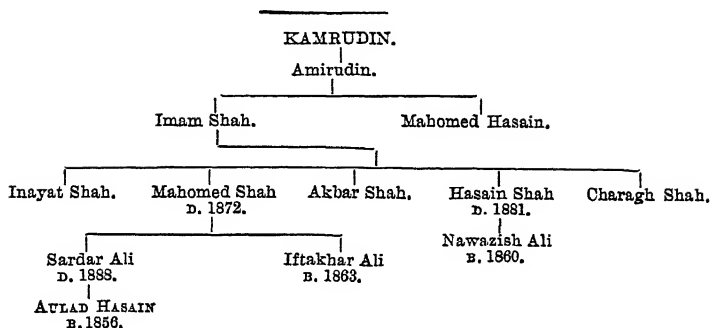 KAMRUDIN.
Amirudin.
Imam Shah. Mahomed Hasain.
Inayat Shah. Mahomed Shah Akbar Shah. Hasain Shah Charagh Shah.
D. 1872. D. 1881.
Sardar Ali Iftakhar Ali Nawazish Ali
D. 1888. B. 1863. B. 1860.
AULAD HASAIN
B. 1856.